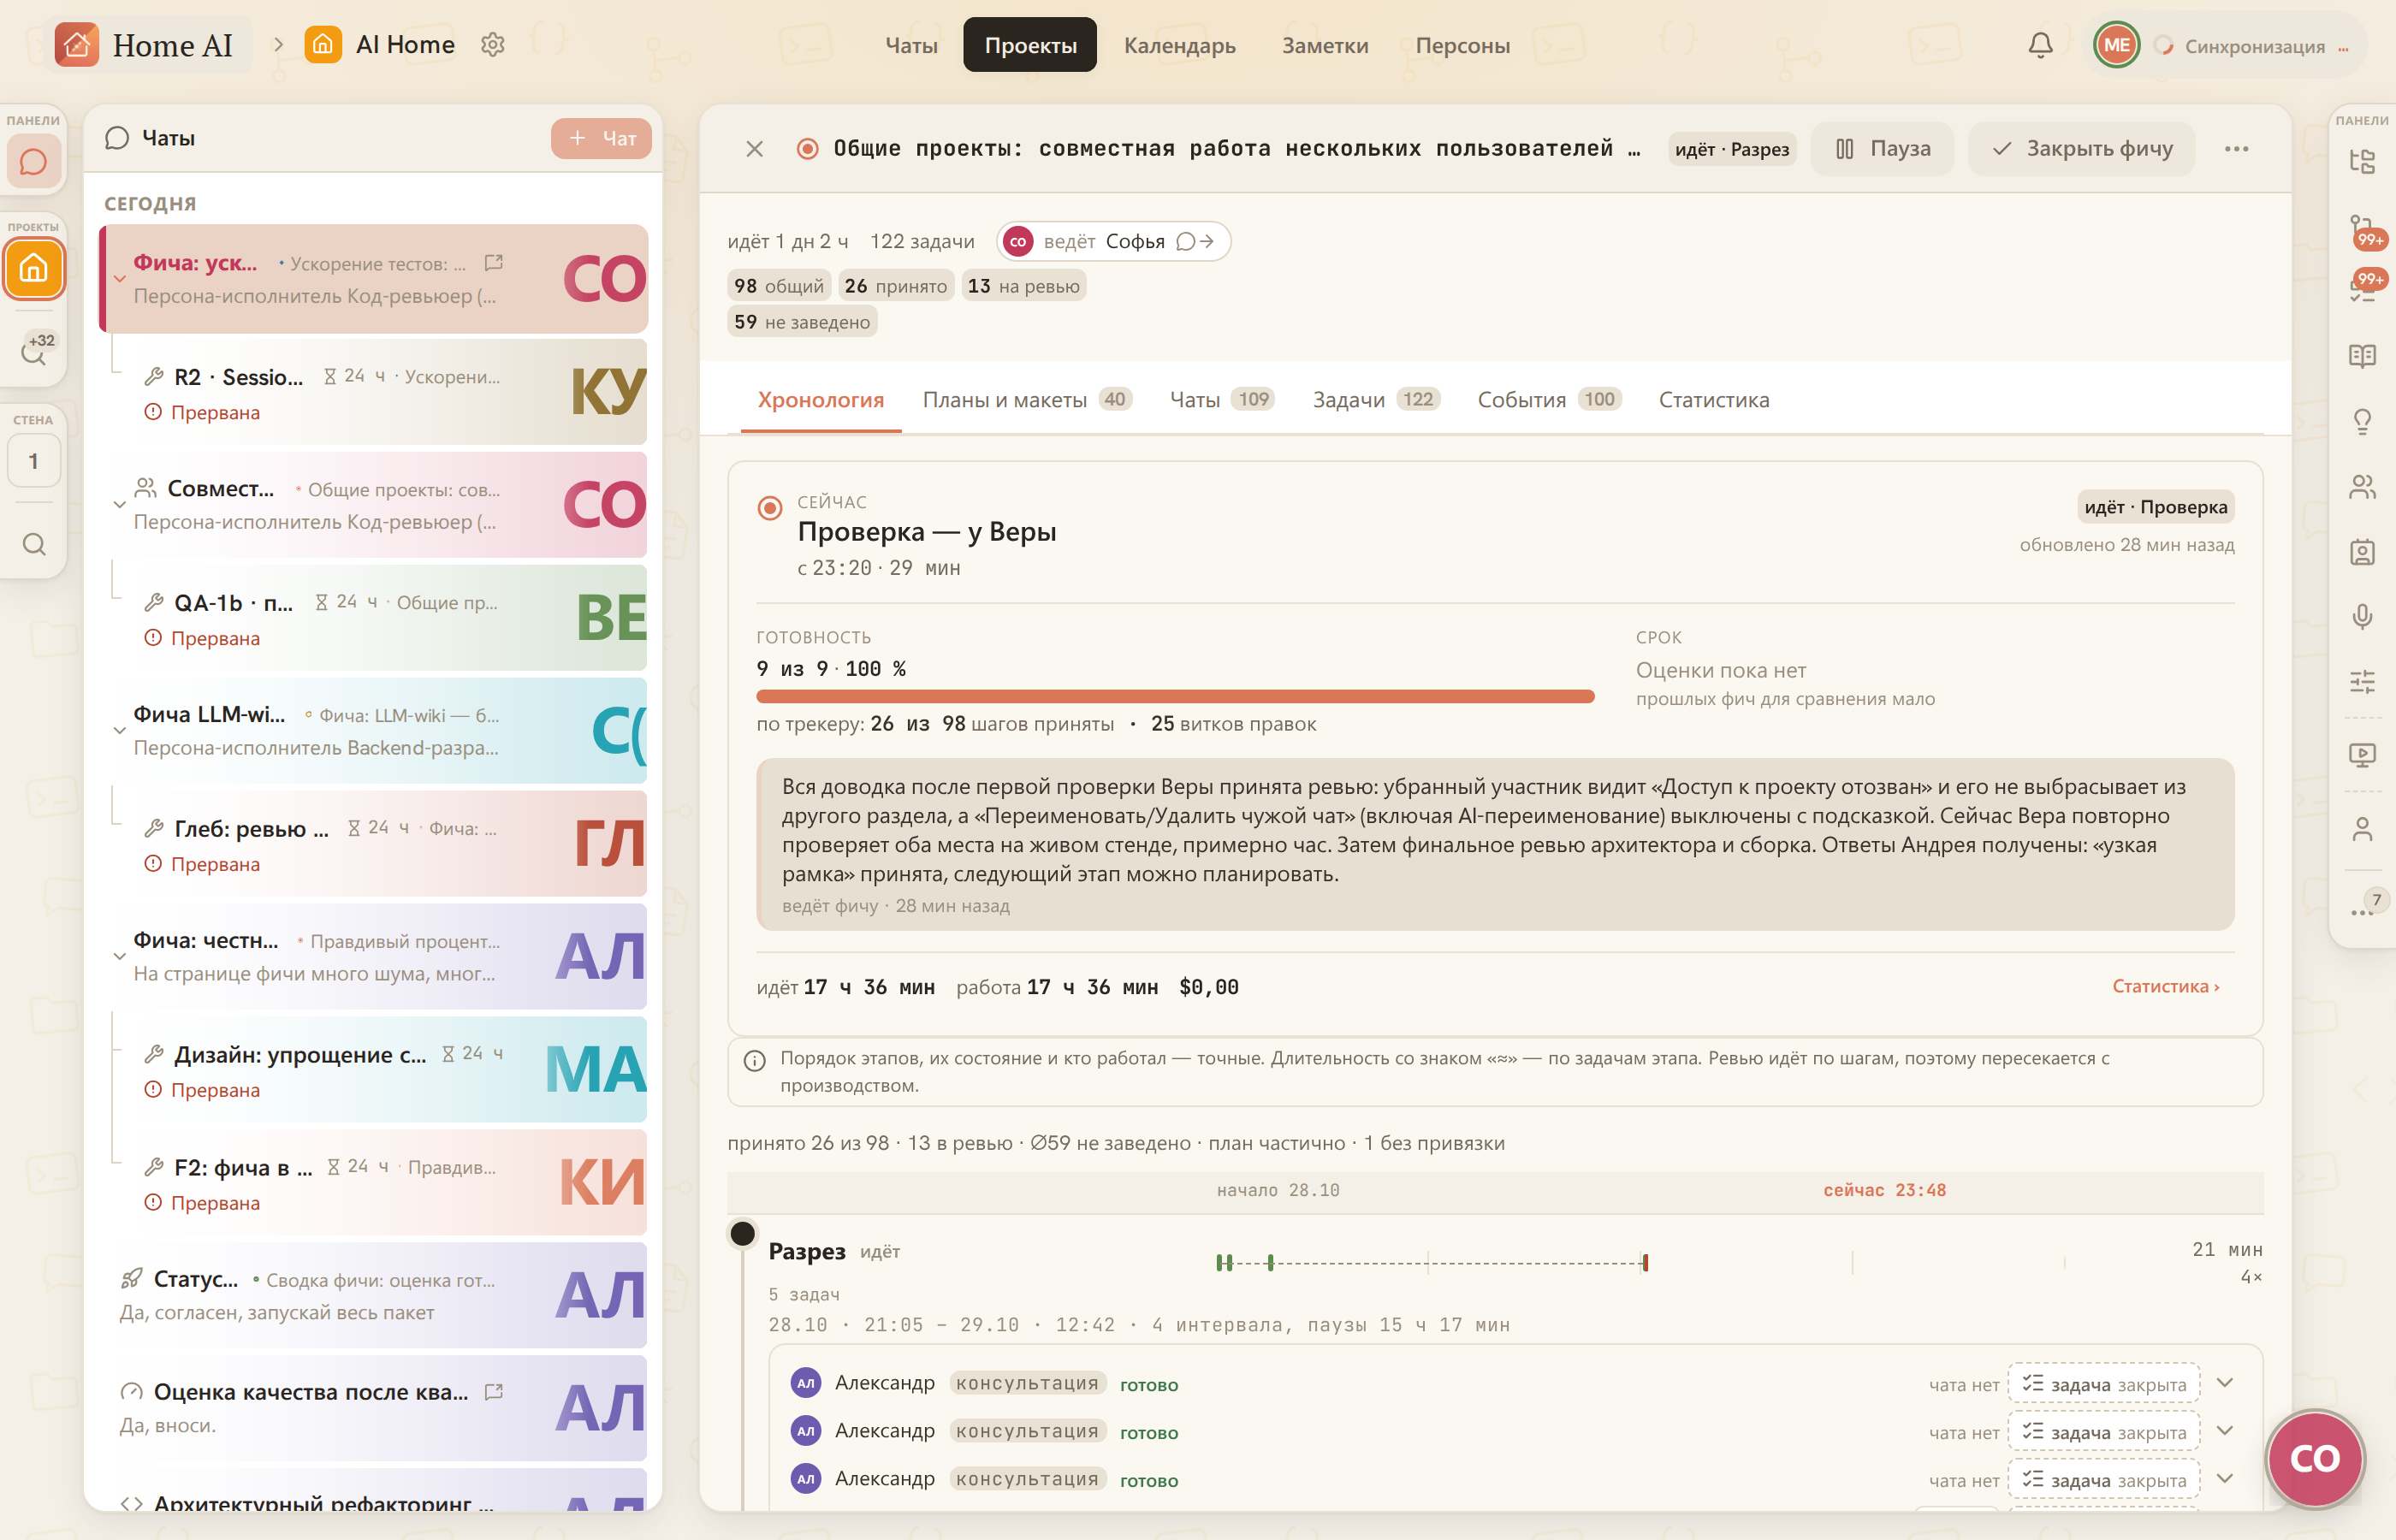 Home AI
AI Home
Чаты
Проекты
Календарь
Заметки
Персоны
ME
Синхронизация ...
ПАНЕЛИ
ПРОЕКТЫ
+32
СТЕНА
1
Чаты
+ Чат
СЕГОДНЯ
Фича: уск... • Ускорение тестов: ...
Персона-исполнитель Код-ревьюер (...
СО
R2 · Sessio... 24 ч · Ускорени...
Прервана
КУ
Совмест... • Общие проекты: сов...
Персона-исполнитель Код-ревьюер (...
СО
QA-1b · п... 24 ч · Общие пр...
Прервана
ВЕ
Фича LLM-wi... Фича: LLM-wiki — б...
Персона-исполнитель Backend-разра...
С(
Глеб: ревью ... 24 ч · Фича: ...
Прервана
ГЛ
Фича: честн... • Правдивый процент...
На странице фичи много шума, мног...
АЛ
Дизайн: упрощение с... 24 ч
Прервана
МА
F2: фича в ... 24 ч · Правдив...
Прервана
КИ
Статус... • Сводка фичи: оценка гот...
Да, согласен, запускай весь пакет
АЛ
Оценка качества после ква...
Да, вноси.
АЛ
Архитектурный рефакторинг ...
АЛ
Общие проекты: совместная работа нескольких пользователей …
идёт · Разрез
Пауза
Закрыть фичу
идёт 1 дн 2 ч 122 задачи СО ведёт Софья
98 общий 26 принято 13 на ревью
59 не заведено
Хронология
Планы и макеты 40
Чаты 109
Задачи 122
События 100
Статистика
СЕЙЧАС
Проверка — у Веры
с 23:20 · 29 мин
идёт · Проверка
обновлено 28 мин назад
ГОТОВНОСТЬ
9 из 9 · 100 %
по трекеру: 26 из 98 шагов приняты • 25 витков правок
СРОК
Оценки пока нет
прошлых фич для сравнения мало
Вся доводка после первой проверки Веры принята ревью: убранный участник видит «Доступ к проекту отозван» и его не выбрасывает из
другого раздела, а «Переименовать/Удалить чужой чат» (включая AI-переименование) выключены с подсказкой. Сейчас Вера повторно
проверяет оба места на живом стенде, примерно час. Затем финальное ревью архитектора и сборка. Ответы Андрея получены: «узкая
рамка» принята, следующий этап можно планировать.
ведёт фичу · 28 мин назад
идёт 17 ч 36 мин работа 17 ч 36 мин $0,00
Статистика ›
Порядок этапов, их состояние и кто работал — точные. Длительность со знаком «≈» — по задачам этапа. Ревью идёт по шагам, поэтому пересекается с
производством.
принято 26 из 98 · 13 в ревью · ∅59 не заведено · план частично · 1 без привязки
начало 28.10
сейчас 23:48
Разрез идёт
21 мин
4×
5 задач
28.10 · 21:05 – 29.10 · 12:42 · 4 интервала, паузы 15 ч 17 мин
АЛ Александр консультация готово чата нет задача закрыта
АЛ Александр консультация готово чата нет задача закрыта
АЛ Александр консультация готово чата нет задача закрыта
ПАНЕЛИ
99+
99+
7
СО